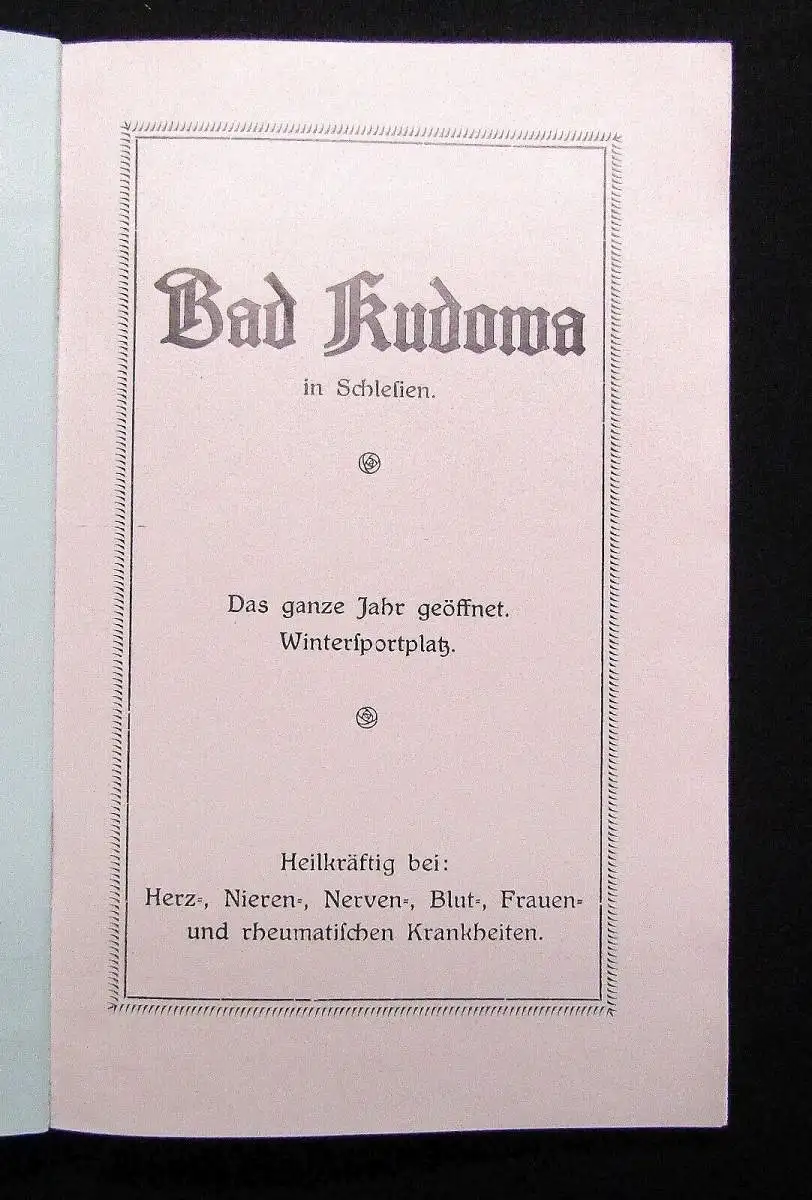 Bad Kudowa
in Schleſien.
Das ganze Jahr geöffnet.
Winterſportplatz.
Heilkräftig bei:
Herz-, Nieren-, Nerven-, Blut-, Frauen-
und rheumatiſchen Krankheiten.